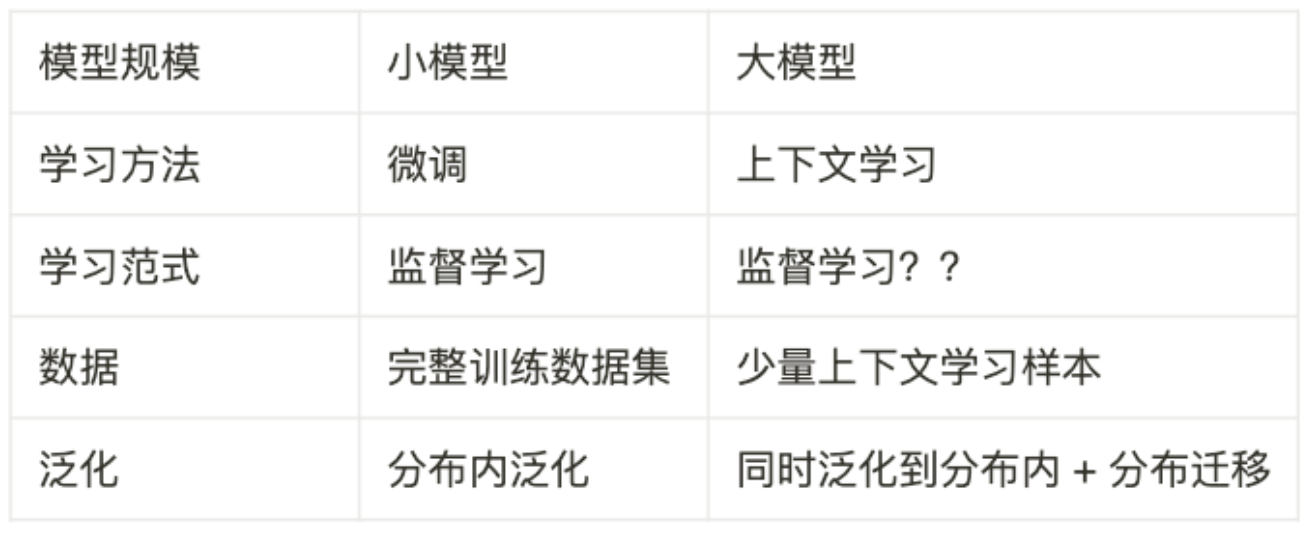 模型规模 小模型 大模型
学习方法 微调 上下文学习
学习范式 监督学习 监督学习？？
数据 完整训练数据集 少量上下文学习样本
泛化 分布内泛化 同时泛化到分布内 + 分布迁移